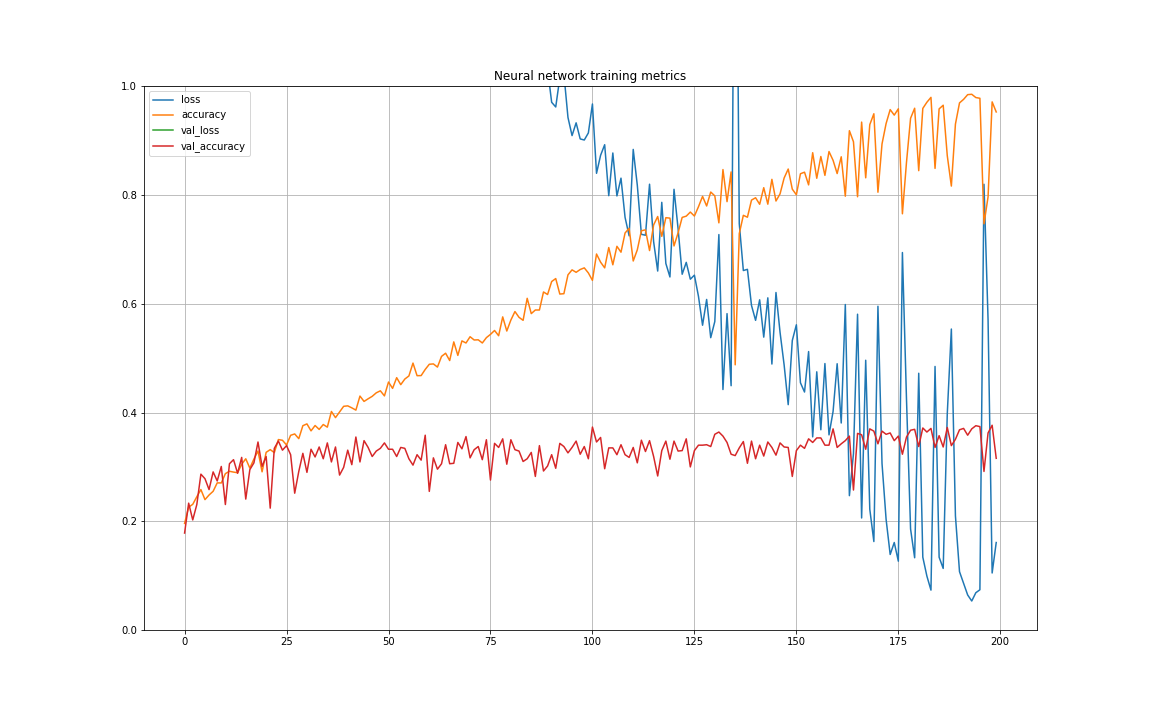 Neural network training metrics
1.0
0.8
0.6
0.4
0.2
0.0
loss
accuracy
val_loss
val_accuracy
0 25 50 75 100 125 150 175 200